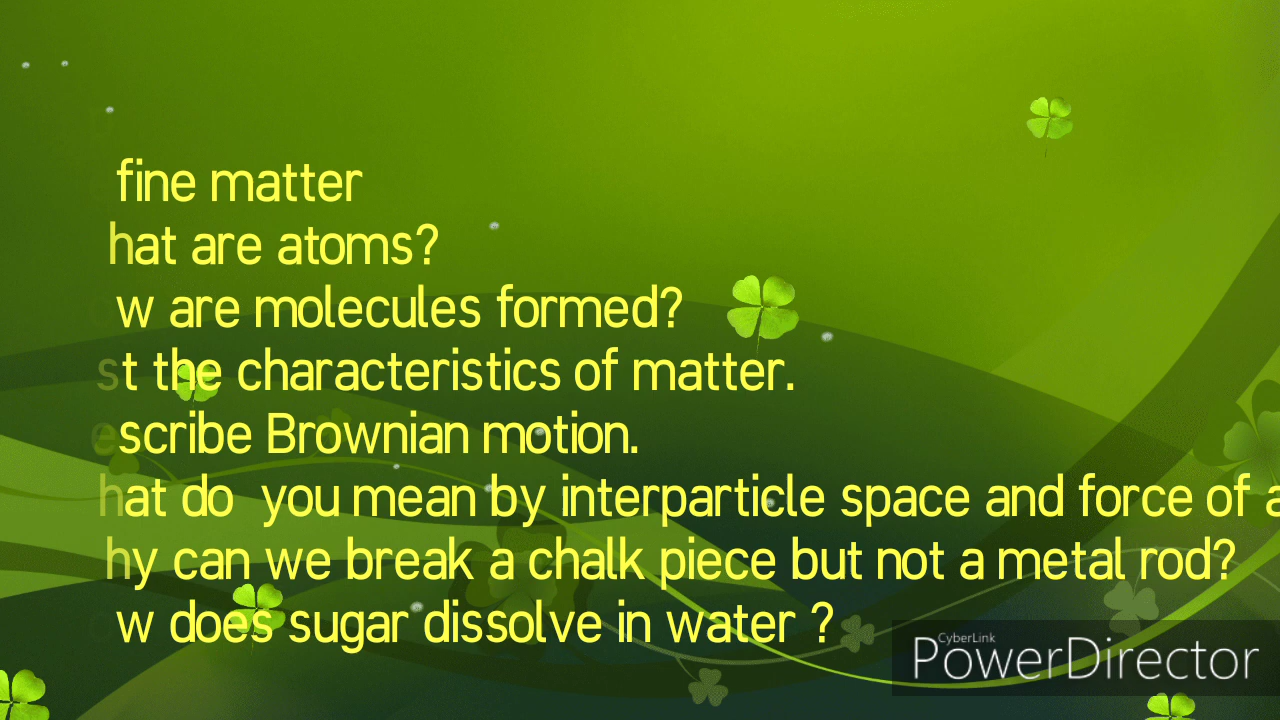 fine matter
hat are atoms?
w are molecules formed?
st the characteristics of matter.
escribe Brownian motion.
hat do  you mean by interparticle space and force of a
hy can we break a chalk piece but not a metal rod?
w does sugar dissolve in water ?
CyberLink
PowerDirector